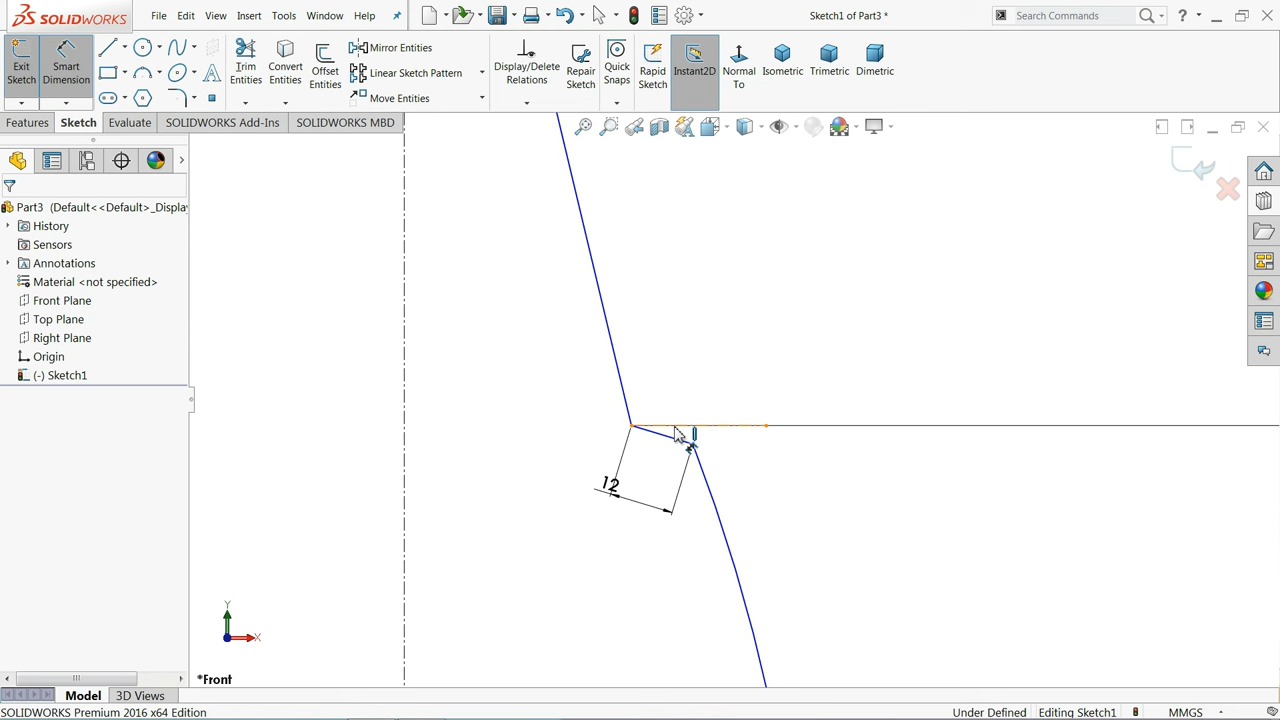 SOLIDWORKS File Edit View Insert Tools Window Help Sketch1 of Part3 * Search Commands ?
Exit Sketch
Smart Dimension
Trim Entities
Convert Entities
Offset Entities
Mirror Entities
Linear Sketch Pattern
Move Entities
Display/Delete Relations
Repair Sketch
Quick Snaps
Rapid Sketch
Instant2D
Normal To
Isometric
Trimetric
Dimetric
Features Sketch Evaluate SOLIDWORKS Add-Ins SOLIDWORKS MBD
Part3 (Default<<Default>_Displa
History
Sensors
Annotations
Material <not specified>
Front Plane
Top Plane
Right Plane
Origin
(-) Sketch1
12
Y
X
*Front
Model 3D Views
SOLIDWORKS Premium 2016 x64 Edition Under Defined Editing Sketch1 MMGS